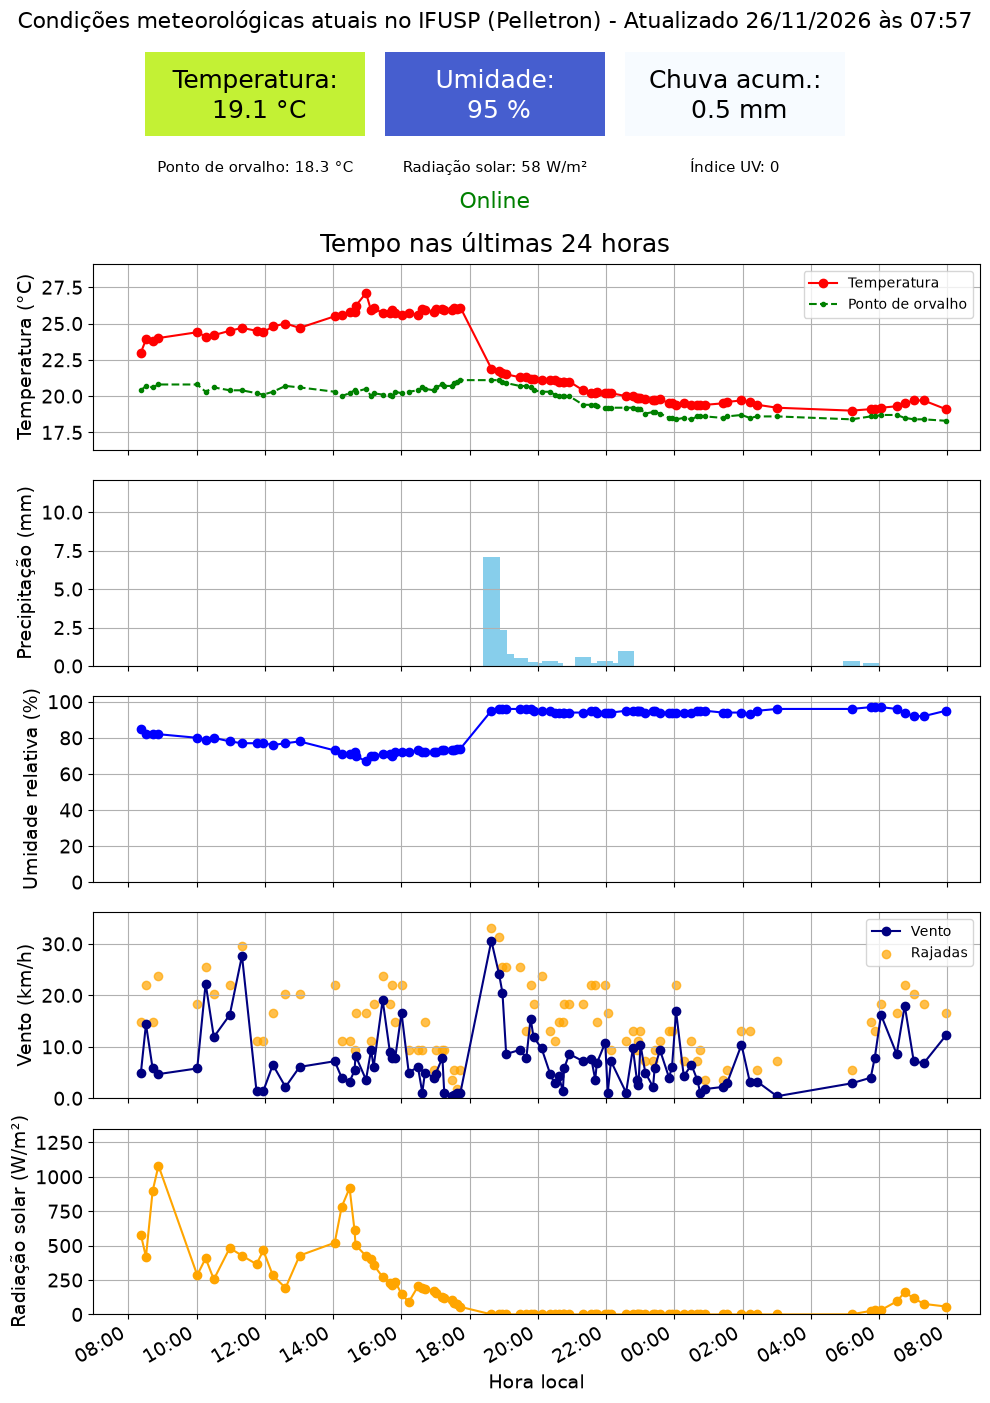 Condições meteorológicas atuais no IFUSP (Pelletron) - Atualizado 26/11/2026 às 07:57
Temperatura:
19.1 °C
Umidade:
95 %
Chuva acum.:
0.5 mm
Ponto de orvalho: 18.3 °C
Radiação solar: 58 W/m²
Índice UV: 0
Online
Tempo nas últimas 24 horas
Temperatura (°C)
27.5
25.0
22.5
20.0
17.5
Temperatura
Ponto de orvalho
Precipitação (mm)
10.0
7.5
5.0
2.5
0.0
Umidade relativa (%)
100
80
60
40
20
0
Vento (km/h)
30.0
20.0
10.0
0.0
Vento
Rajadas
Radiação solar (W/m²)
1250
1000
750
500
250
0
08:00
10:00
12:00
14:00
16:00
18:00
20:00
22:00
00:00
02:00
04:00
06:00
08:00
Hora local